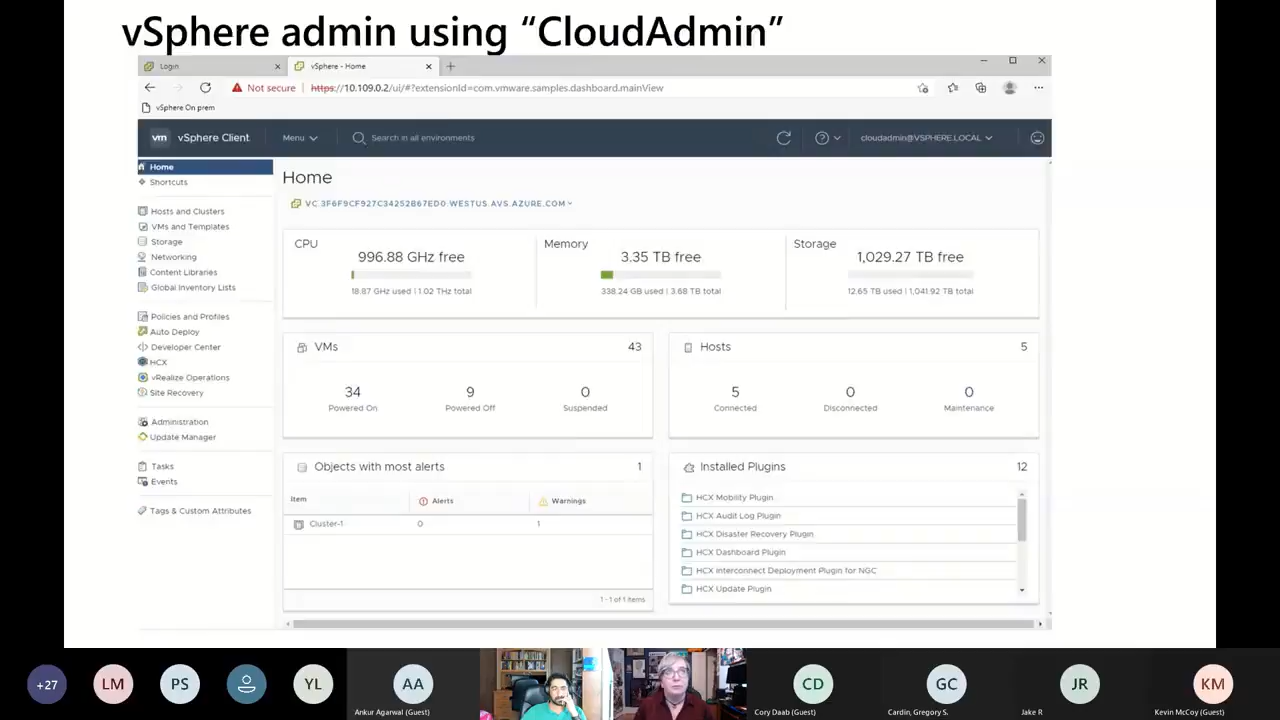 vSphere admin using “CloudAdmin”
Login
vSphere - Home
Not secure
https://10.109.0.2/ui/#?extensionId=com.vmware.samples.dashboard.mainView
vSphere On prem
vm vSphere Client
Menu
Search in all environments
cloudadmin@VSPHERE.LOCAL
Home
Shortcuts
Hosts and Clusters
VMs and Templates
Storage
Networking
Content Libraries
Global Inventory Lists
Policies and Profiles
Auto Deploy
Developer Center
HCX
vRealize Operations
Site Recovery
Administration
Update Manager
Tasks
Events
Tags & Custom Attributes
Home
VC.3F6F9CF927C34252B67ED0.WESTUS.AVS.AZURE.COM
CPU
996.88 GHz free
18.87 GHz used | 1.02 THz total
Memory
3.35 TB free
338.24 GB used | 3.68 TB total
Storage
1,029.27 TB free
12.65 TB used | 1,041.92 TB total
VMs 43
34 9 0
Powered On Powered Off Suspended
Hosts 5
5 0 0
Connected Disconnected Maintenance
Objects with most alerts 1
Item Alerts Warnings
Cluster-1 0 1
1 - 1 of 1 items
Installed Plugins 12
HCX Mobility Plugin
HCX Audit Log Plugin
HCX Disaster Recovery Plugin
HCX Dashboard Plugin
HCX Interconnect Deployment Plugin for NGC
HCX Update Plugin
+27 LM PS YL AA CD GC JR KM
Ankur Agarwal (Guest) Cory Daab (Guest) Cardin, Gregory S. Jake R Kevin McCoy (Guest)